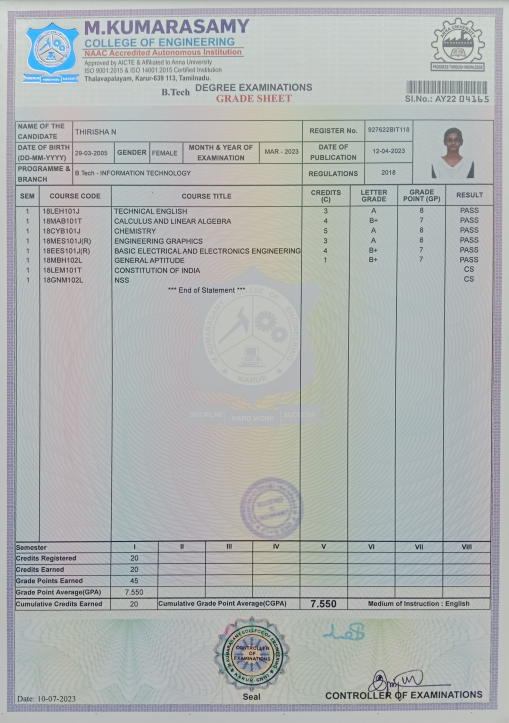 M.KUMARASAMY
COLLEGE OF ENGINEERING
NAAC Accredited Autonomous Institution
Approved by AICTE & Affiliated to Anna University
ISO 9001:2015 & ISO 14001:2015 Certified Institution
Thalavapalayam, Karur-639 113, Tamilnadu.
B.Tech DEGREE EXAMINATIONS
GRADE SHEET
PROGRESS THROUGH KNOWLEDGE
Sl.No.: AY22 04165
NAME OF THE CANDIDATE THIRISHA N REGISTER No. 927622BIT118
DATE OF BIRTH (DD-MM-YYYY) 29-03-2005 GENDER FEMALE MONTH & YEAR OF EXAMINATION MAR - 2023 DATE OF PUBLICATION 12-04-2023
PROGRAMME & BRANCH B.Tech - INFORMATION TECHNOLOGY REGULATIONS 2018
SEM COURSE CODE COURSE TITLE CREDITS (C) LETTER GRADE GRADE POINT (GP) RESULT
1 18LEH101J TECHNICAL ENGLISH 3 A 8 PASS
1 18MAB101T CALCULUS AND LINEAR ALGEBRA 4 B+ 7 PASS
1 18CYB101J CHEMISTRY 5 A 8 PASS
1 18MES101J(R) ENGINEERING GRAPHICS 3 A 8 PASS
1 18EES101J(R) BASIC ELECTRICAL AND ELECTRONICS ENGINEERING 4 B+ 7 PASS
1 18MBH102L GENERAL APTITUDE 1 B+ 7 PASS
1 18LEM101T CONSTITUTION OF INDIA CS
1 18GNM102L NSS CS
*** End of Statement ***
KARUR
DISCIPLINE HARD WORK SUCCESS
Semester I II III IV V VI VII VIII
Credits Registered 20
Credits Earned 20
Grade Points Earned 45
Grade Point Average(GPA) 7.550
Cumulative Credits Earned 20 Cumulative Grade Point Average(CGPA) 7.550 Medium of Instruction : English
CONTROLLER OF EXAMINATIONS
Seal
Date: 10-07-2023
CONTROLLER OF EXAMINATIONS